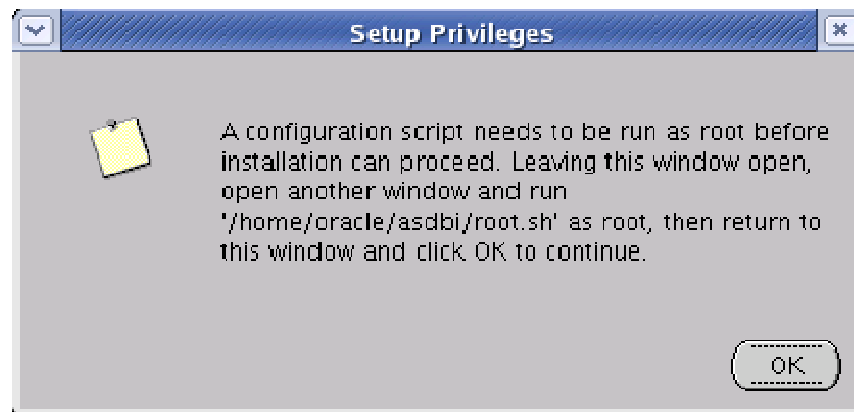 Setup Privileges
A configuration script needs to be run as root before
installation can proceed. Leaving this window open,
open another window and run
'/home/oracle/asdbi/root.sh' as root, then return to
this window and click OK to continue.
OK